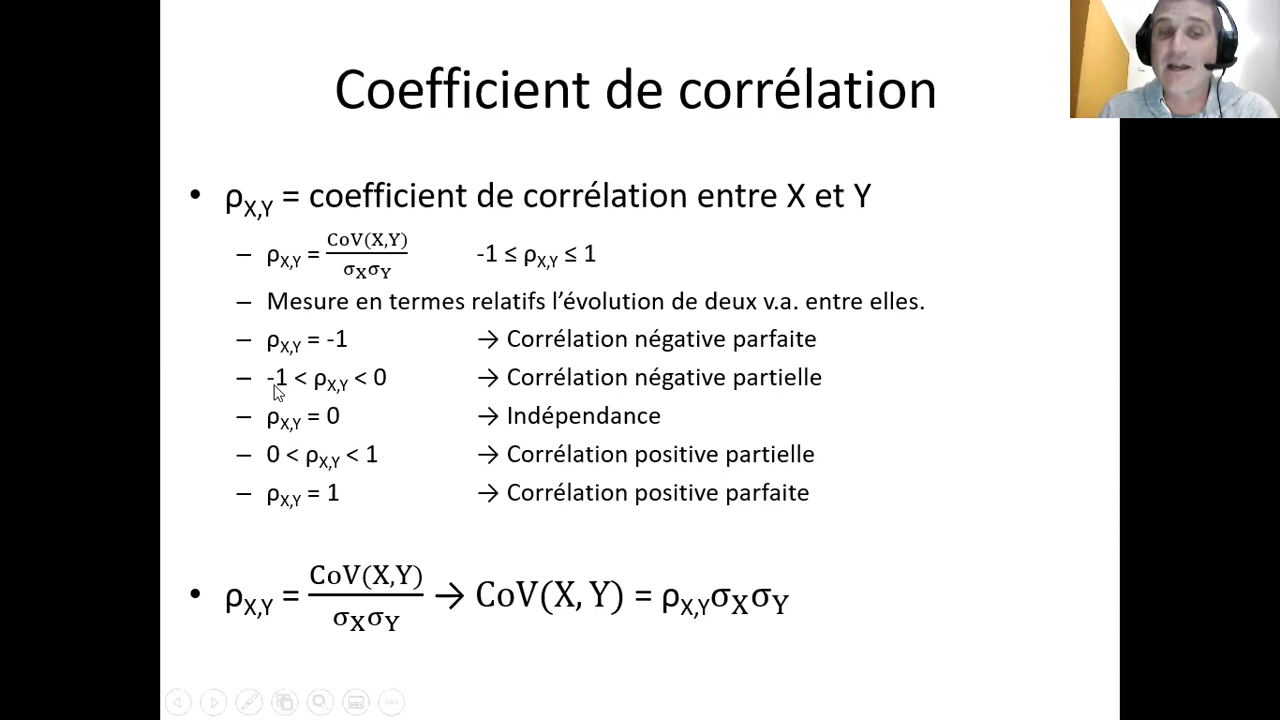 Coefficient de corrélation
• ρX,Y = coefficient de corrélation entre X et Y
– ρX,Y = CoV(X,Y) / σXσY -1 ≤ ρX,Y ≤ 1
– Mesure en termes relatifs l’évolution de deux v.a. entre elles.
– ρX,Y = -1 → Corrélation négative parfaite
– -1 < ρX,Y < 0 → Corrélation négative partielle
– ρX,Y = 0 → Indépendance
– 0 < ρX,Y < 1 → Corrélation positive partielle
– ρX,Y = 1 → Corrélation positive parfaite
• ρX,Y = CoV(X,Y) / σXσY → CoV(X, Y) = ρX,YσXσY